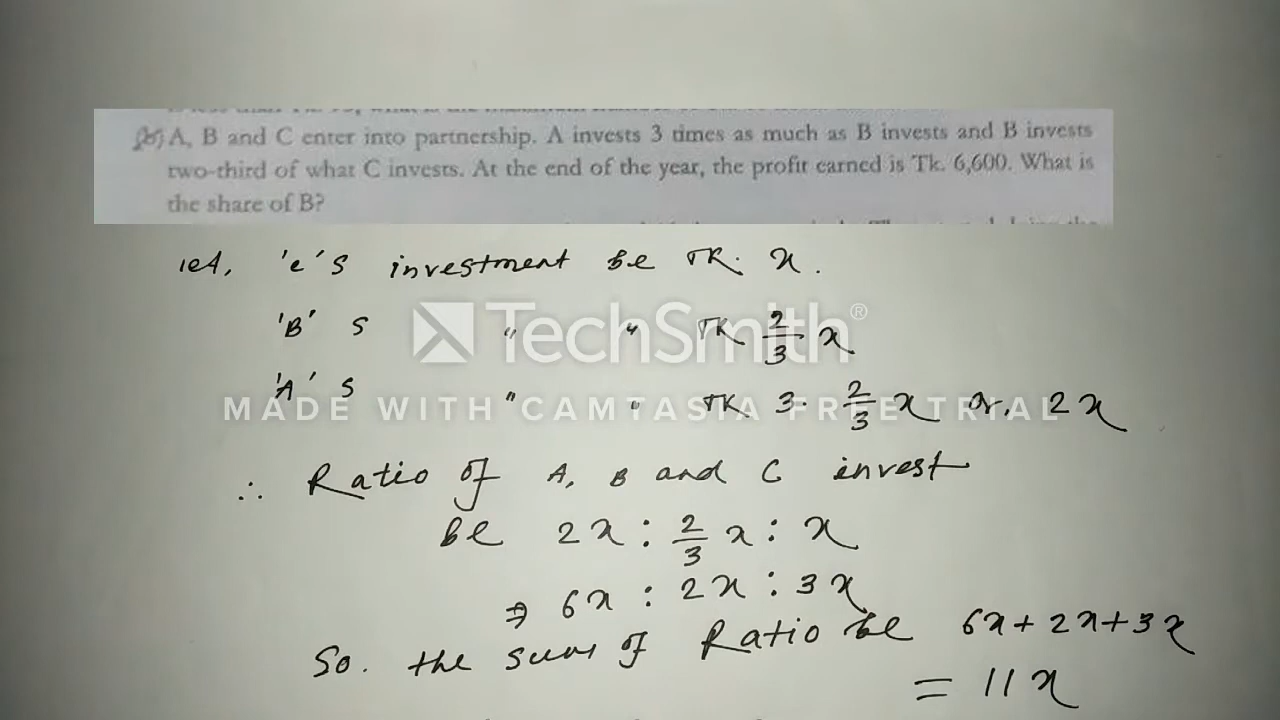 A, B and C enter into partnership. A invests 3 times as much as B invests and B invests
two-third of what C invests. At the end of the year, the profit earned is Tk. 6,600. What is
the share of B?
let, 'c's investment be TK. x.
'B' s " " TK 2/3 x
TechSmith®
'A' s " " TK. 3. 2/3 x or, 2x
MADE WITH CAMTASIA FREE TRIAL
∴ Ratio of A, B and C invest
be 2x : 2/3 x : x
⇒ 6x : 2x : 3x
So. the sum of Ratio be 6x + 2x + 3x
= 11x